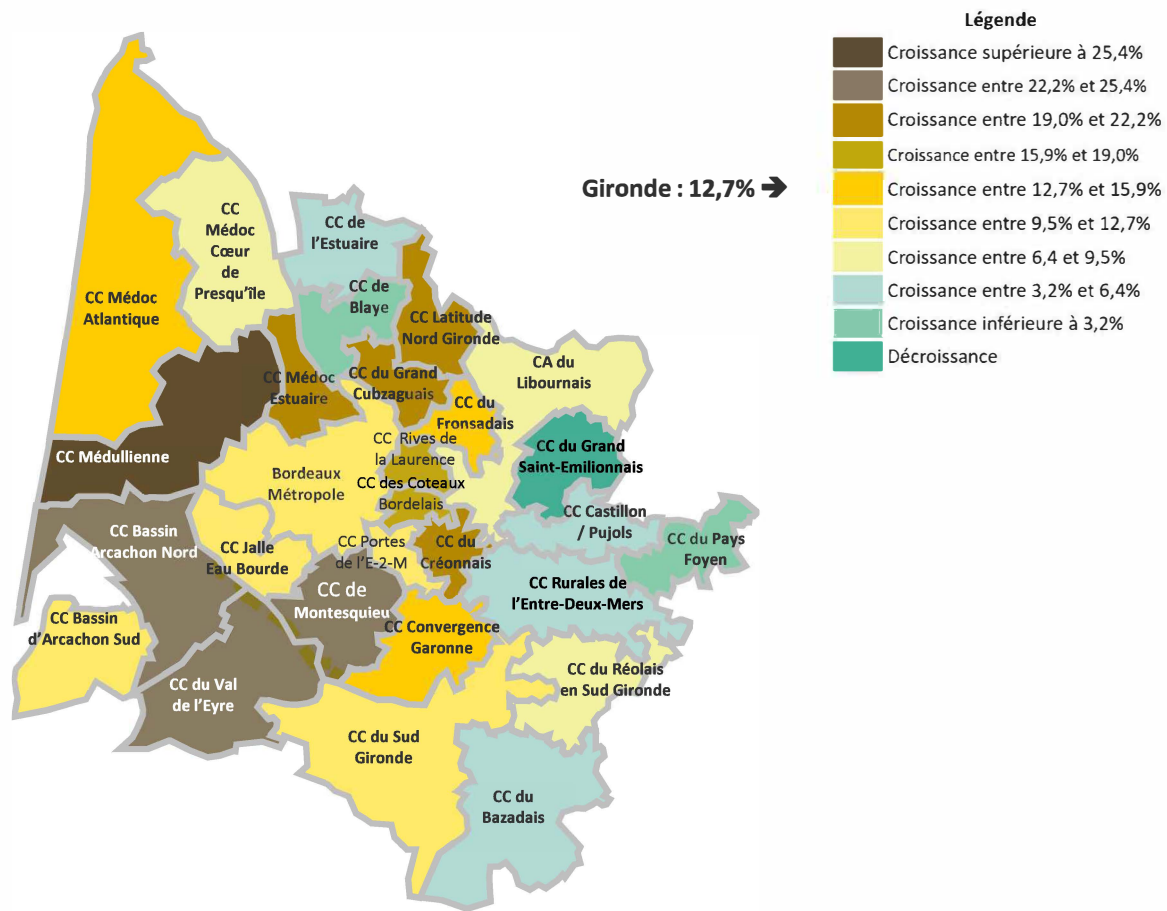 Légende
Croissance supérieure à 25,4%
Croissance entre 22,2% et 25,4%
Croissance entre 19,0% et 22,2%
Croissance entre 15,9% et 19,0%
Croissance entre 12,7% et 15,9%
Croissance entre 9,5% et 12,7%
Croissance entre 6,4 et 9,5%
Croissance entre 3,2% et 6,4%
Croissance inférieure à 3,2%
Décroissance
Gironde : 12,7% ➔
CC
Médoc
Cœur
de
Presqu'île
CC de
l'Estuaire
CC Médoc
Atlantique
CC de
Blaye
CC Latitude
Nord Gironde
CC Médoc
Estuaire
CC du Grand
Cubzaguais
CA du
Libournais
CC du
Fronsadais
CC Médullienne
Bordeaux
Métropole
CC Rives de
la Laurence
CC des Coteaux
Bordelais
CC du Grand
Saint-Emilionnais
CC Castillon
/ Pujols
CC du Pays
Foyen
CC Bassin
Arcachon Nord
CC Jalle
Eau Bourde
CC Portes
de l'E-2-M
CC du
Créonnais
CC Rurales de
l'Entre-Deux-Mers
CC de
Montesquieu
CC Bassin
d'Arcachon Sud
CC Convergence
Garonne
CC du Réolais
en Sud Gironde
CC du Val
de l'Eyre
CC du Sud
Gironde
CC du
Bazadais